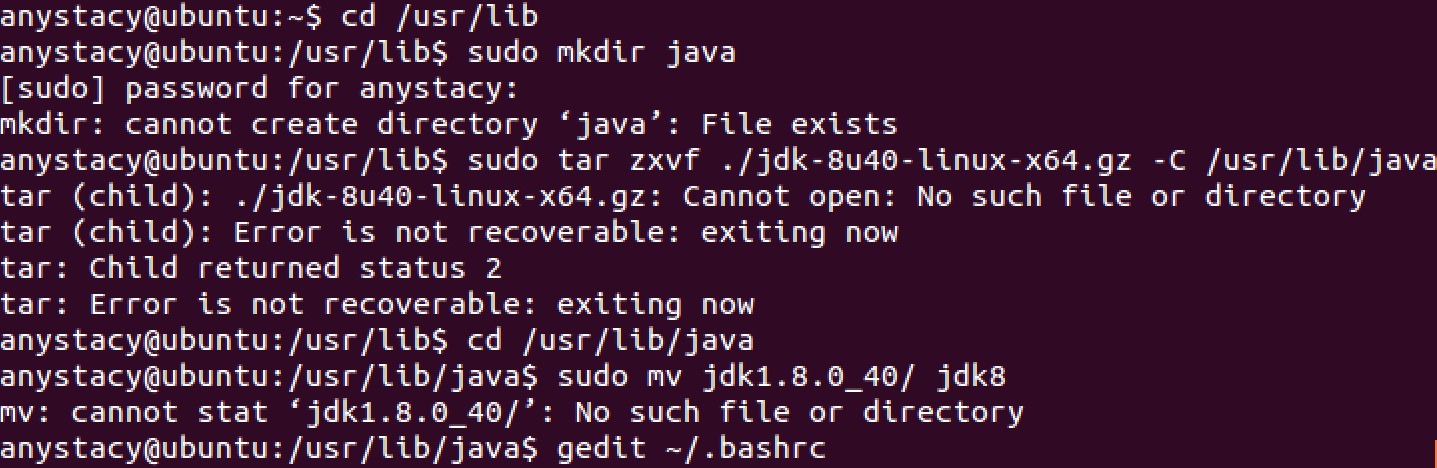 anystacy@ubuntu:~$ cd /usr/lib
anystacy@ubuntu:/usr/lib$ sudo mkdir java
[sudo] password for anystacy:
mkdir: cannot create directory ‘java’: File exists
anystacy@ubuntu:/usr/lib$ sudo tar zxvf ./jdk-8u40-linux-x64.gz -C /usr/lib/java
tar (child): ./jdk-8u40-linux-x64.gz: Cannot open: No such file or directory
tar (child): Error is not recoverable: exiting now
tar: Child returned status 2
tar: Error is not recoverable: exiting now
anystacy@ubuntu:/usr/lib$ cd /usr/lib/java
anystacy@ubuntu:/usr/lib/java$ sudo mv jdk1.8.0_40/ jdk8
mv: cannot stat ‘jdk1.8.0_40/’: No such file or directory
anystacy@ubuntu:/usr/lib/java$ gedit ~/.bashrc